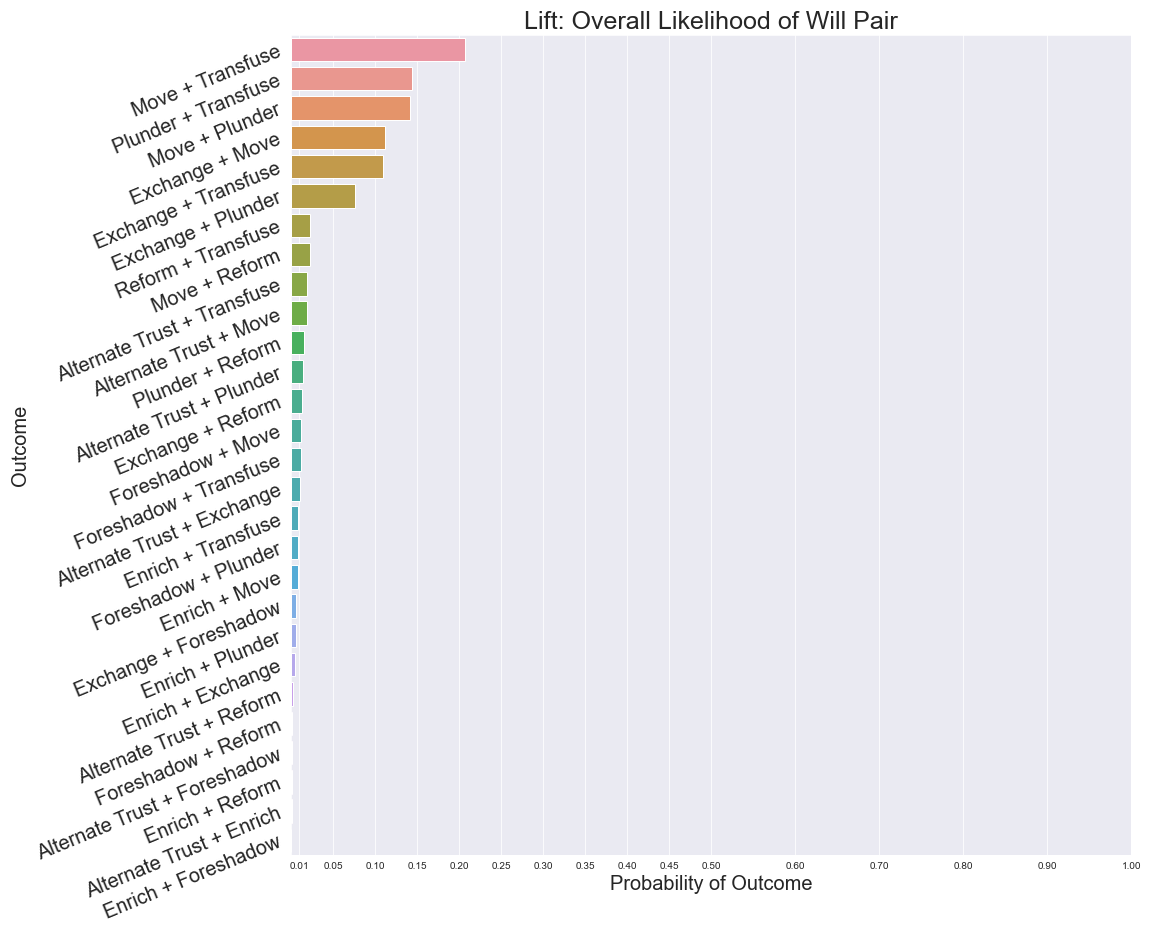 Lift: Overall Likelihood of Will Pair
Outcome
Move + Transfuse
Plunder + Transfuse
Move + Plunder
Exchange + Move
Exchange + Transfuse
Exchange + Plunder
Reform + Transfuse
Move + Reform
Alternate Trust + Transfuse
Alternate Trust + Move
Plunder + Reform
Alternate Trust + Plunder
Exchange + Reform
Foreshadow + Move
Foreshadow + Transfuse
Alternate Trust + Exchange
Enrich + Transfuse
Foreshadow + Plunder
Enrich + Move
Exchange + Foreshadow
Enrich + Plunder
Enrich + Exchange
Alternate Trust + Reform
Foreshadow + Reform
Alternate Trust + Foreshadow
Enrich + Reform
Alternate Trust + Enrich
Enrich + Foreshadow
0.01 0.05 0.10 0.15 0.20 0.25 0.30 0.35 0.40 0.45 0.50 0.60 0.70 0.80 0.90 1.00
Probability of Outcome